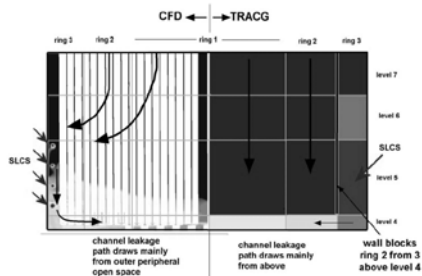 CFD TRACG
ring 3 ring 2 ring 1 ring 2 ring 3
level 7
level 6
SLCS
SLCS
level 5
level 4
channel leakage
path draws mainly
from outer peripheral
open space
channel leakage
path draws mainly
from above
wall blocks
ring 2 from 3
above level 4